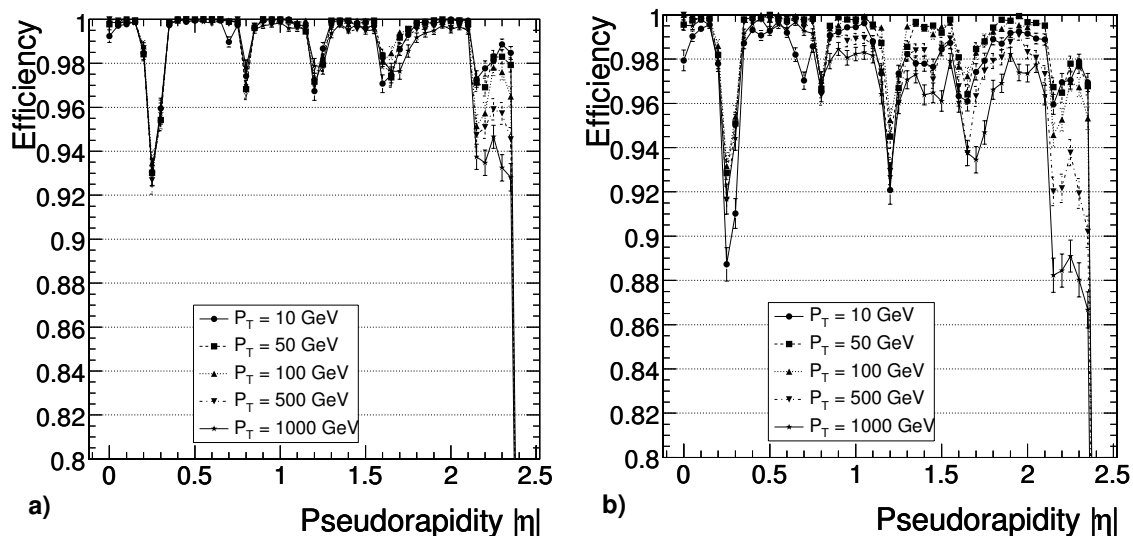 Efficiency
1
0.98
0.96
0.94
0.92
0.9
0.88
0.86
0.84
0.82
0.8
P_T = 10 GeV
P_T = 50 GeV
P_T = 100 GeV
P_T = 500 GeV
P_T = 1000 GeV
0 0.5 1 1.5 2 2.5
a)
Pseudorapidity |η|
Efficiency
1
0.98
0.96
0.94
0.92
0.9
0.88
0.86
0.84
0.82
0.8
P_T = 10 GeV
P_T = 50 GeV
P_T = 100 GeV
P_T = 500 GeV
P_T = 1000 GeV
0 0.5 1 1.5 2 2.5
b)
Pseudorapidity |η|